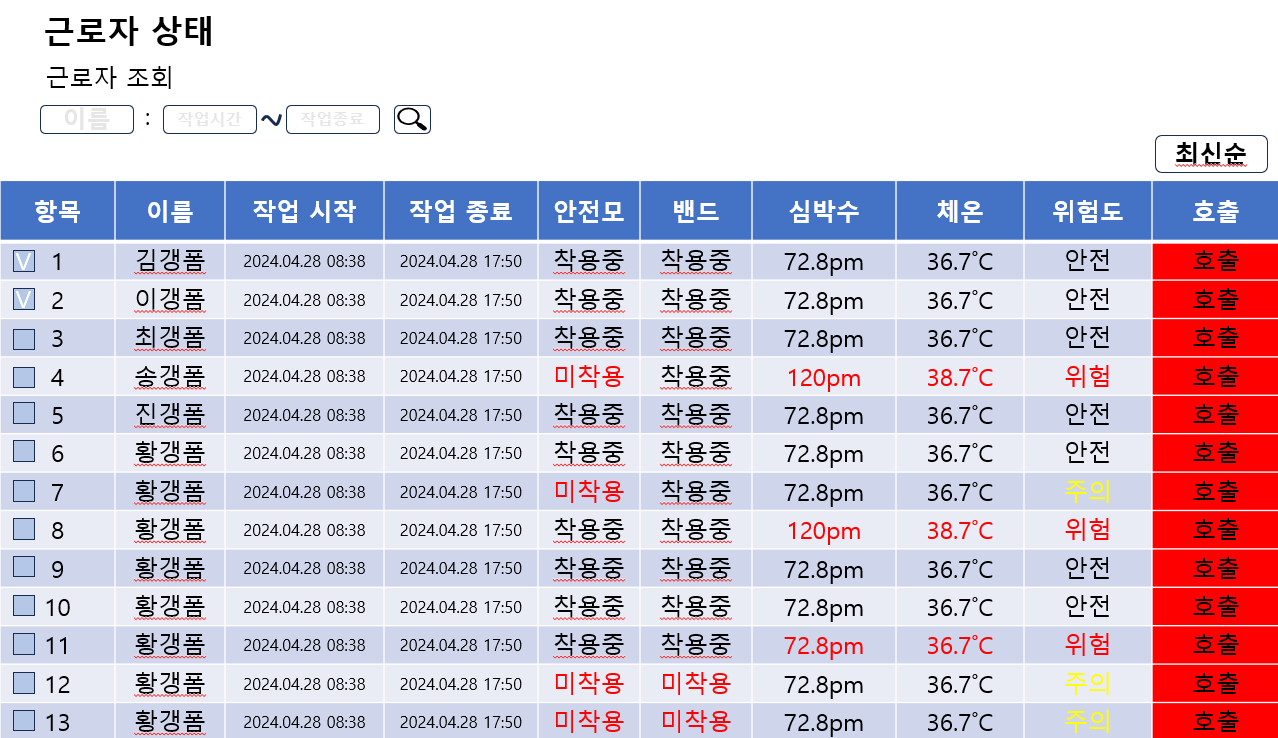 근로자 상태
근로자 조회
이름 : 작업시간 ~ 작업종료
최신순
항목 이름 작업 시작 작업 종료 안전모 밴드 심박수 체온 위험도 호출
V 1 김갱폼 2024.04.28 08:38 2024.04.28 17:50 착용중 착용중 72.8pm 36.7˚C 안전 호출
V 2 이갱폼 2024.04.28 08:38 2024.04.28 17:50 착용중 착용중 72.8pm 36.7˚C 안전 호출
3 최갱폼 2024.04.28 08:38 2024.04.28 17:50 착용중 착용중 72.8pm 36.7˚C 안전 호출
4 송갱폼 2024.04.28 08:38 2024.04.28 17:50 미착용 착용중 120pm 38.7˚C 위험 호출
5 진갱폼 2024.04.28 08:38 2024.04.28 17:50 착용중 착용중 72.8pm 36.7˚C 안전 호출
6 황갱폼 2024.04.28 08:38 2024.04.28 17:50 착용중 착용중 72.8pm 36.7˚C 안전 호출
7 황갱폼 2024.04.28 08:38 2024.04.28 17:50 미착용 착용중 72.8pm 36.7˚C 주의 호출
8 황갱폼 2024.04.28 08:38 2024.04.28 17:50 착용중 착용중 120pm 38.7˚C 위험 호출
9 황갱폼 2024.04.28 08:38 2024.04.28 17:50 착용중 착용중 72.8pm 36.7˚C 안전 호출
10 황갱폼 2024.04.28 08:38 2024.04.28 17:50 착용중 착용중 72.8pm 36.7˚C 안전 호출
11 황갱폼 2024.04.28 08:38 2024.04.28 17:50 착용중 착용중 72.8pm 36.7˚C 위험 호출
12 황갱폼 2024.04.28 08:38 2024.04.28 17:50 미착용 미착용 72.8pm 36.7˚C 주의 호출
13 황갱폼 2024.04.28 08:38 2024.04.28 17:50 미착용 미착용 72.8pm 36.7˚C 주의 호출